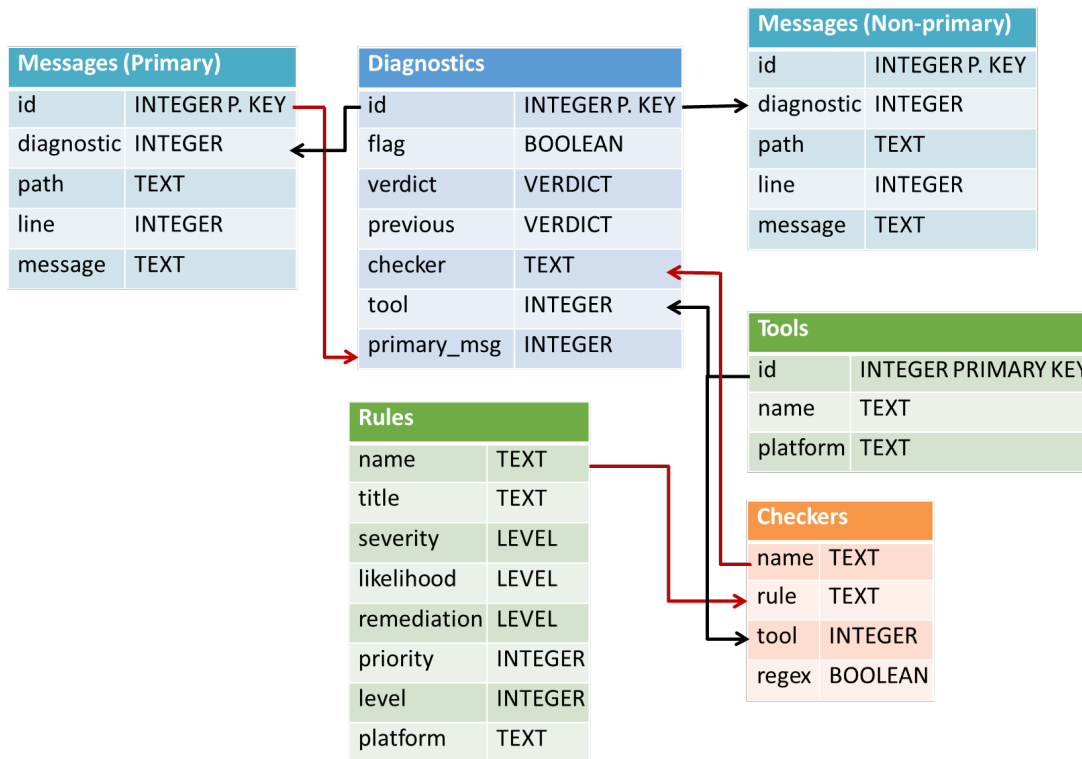 Messages (Primary)
id INTEGER P. KEY
diagnostic INTEGER
path TEXT
line INTEGER
message TEXT
Diagnostics
id INTEGER P. KEY
flag BOOLEAN
verdict VERDICT
previous VERDICT
checker TEXT
tool INTEGER
primary_msg INTEGER
Messages (Non-primary)
id INTEGER P. KEY
diagnostic INTEGER
path TEXT
line INTEGER
message TEXT
Tools
id INTEGER PRIMARY KEY
name TEXT
platform TEXT
Rules
name TEXT
title TEXT
severity LEVEL
likelihood LEVEL
remediation LEVEL
priority INTEGER
level INTEGER
platform TEXT
Checkers
name TEXT
rule TEXT
tool INTEGER
regex BOOLEAN